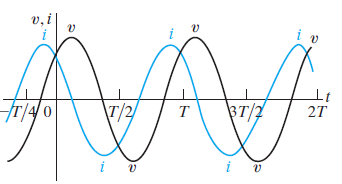 v, i
i v i v i v
t
-T/4 0 T/2 T 3T/2 2T
i v i v